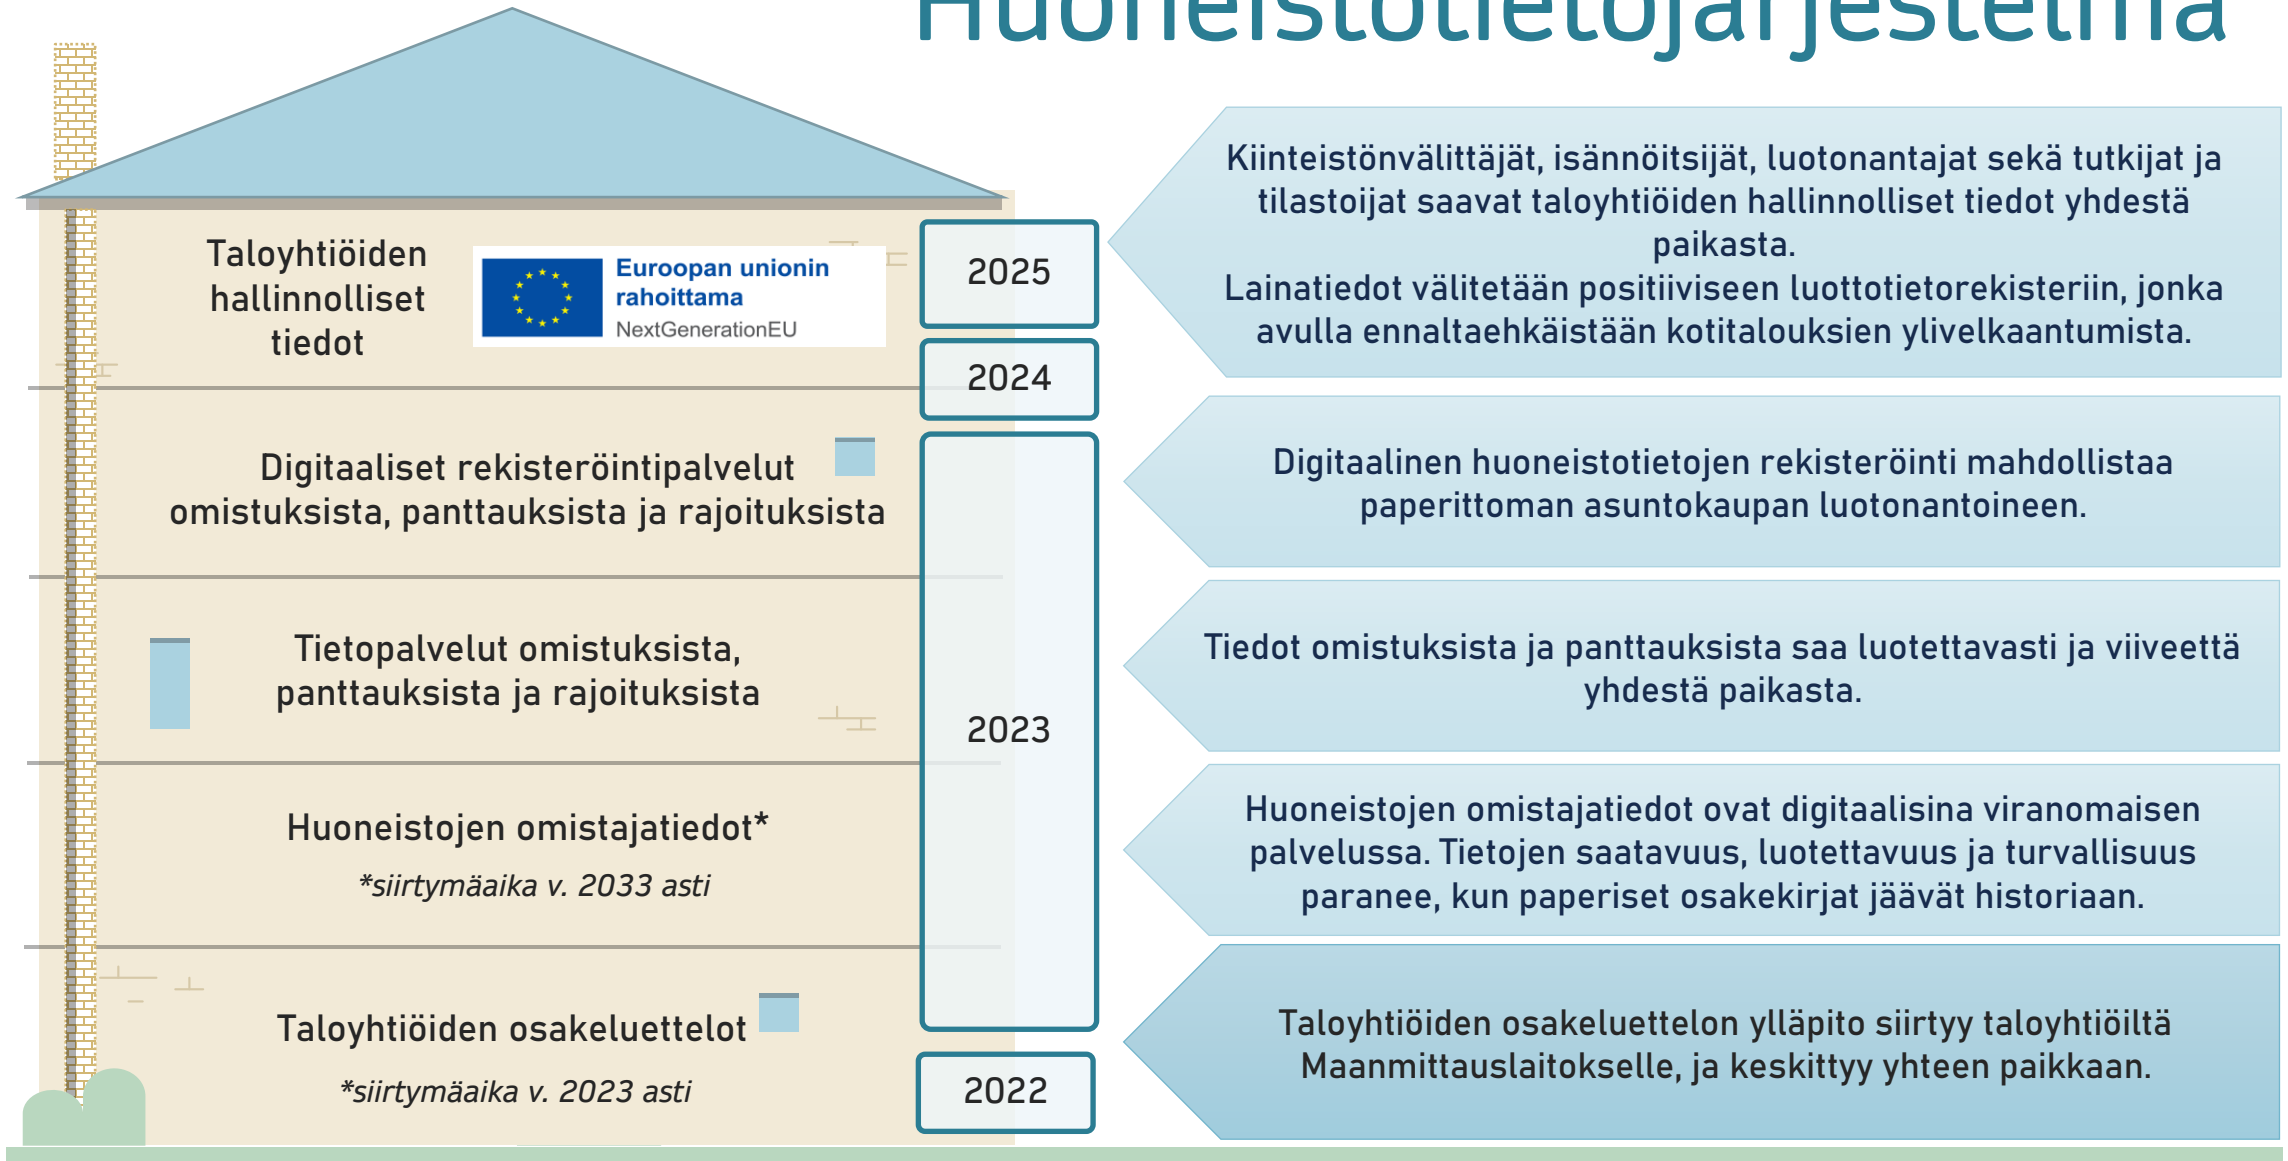 Huoneistotietojärjestelmä
Taloyhtiöiden
hallinnolliset
tiedot
Euroopan unionin
rahoittama
NextGenerationEU
2025
Kiinteistönvälittäjät, isännöitsijät, luotonantajat sekä tutkijat ja
tilastoijat saavat taloyhtiöiden hallinnolliset tiedot yhdestä
paikasta.
Lainatiedot välitetään positiiviseen luottotietorekisteriin, jonka
avulla ennaltaehkäistään kotitalouksien ylivelkaantumista.
2024
Digitaaliset rekisteröintipalvelut
omistuksista, panttauksista ja rajoituksista
Digitaalinen huoneistotietojen rekisteröinti mahdollistaa
paperittoman asuntokaupan luotonantoineen.
Tietopalvelut omistuksista,
panttauksista ja rajoituksista
2023
Tiedot omistuksista ja panttauksista saa luotettavasti ja viiveettä
yhdestä paikasta.
Huoneistojen omistajatiedot*
*siirtymäaika v. 2033 asti
Huoneistojen omistajatiedot ovat digitaalisina viranomaisen
palvelussa. Tietojen saatavuus, luotettavuus ja turvallisuus
paranee, kun paperiset osakekirjat jäävät historiaan.
Taloyhtiöiden osakeluettelot
*siirtymäaika v. 2023 asti
2022
Taloyhtiöiden osakeluettelon ylläpito siirtyy taloyhtiöiltä
Maanmittauslaitokselle, ja keskittyy yhteen paikkaan.